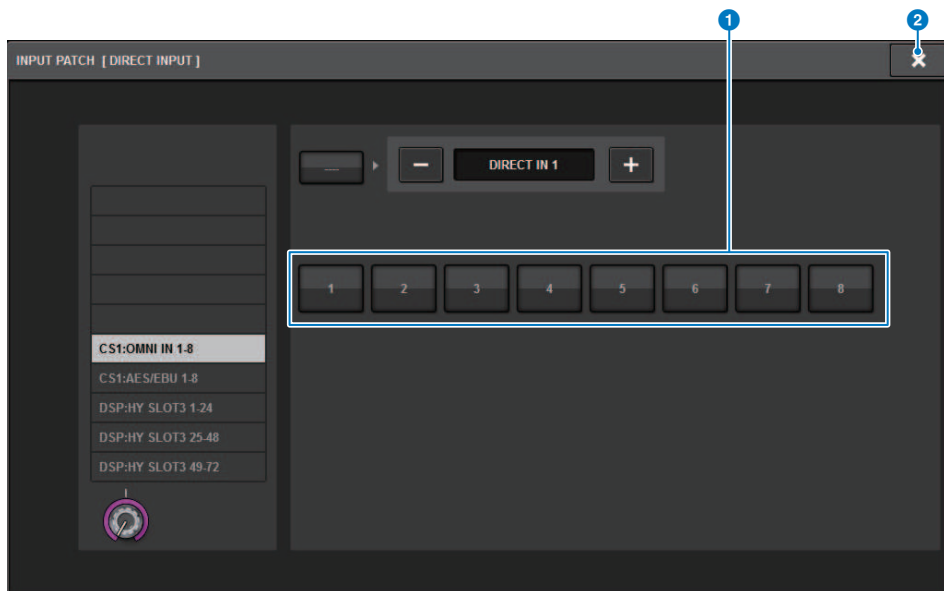 1 2
INPUT PATCH [ DIRECT INPUT ]
DIRECT IN 1
1 2 3 4 5 6 7 8
CS1:OMNI IN 1-8
CS1:AES/EBU 1-8
DSP:HY SLOT3 1-24
DSP:HY SLOT3 25-48
DSP:HY SLOT3 49-72